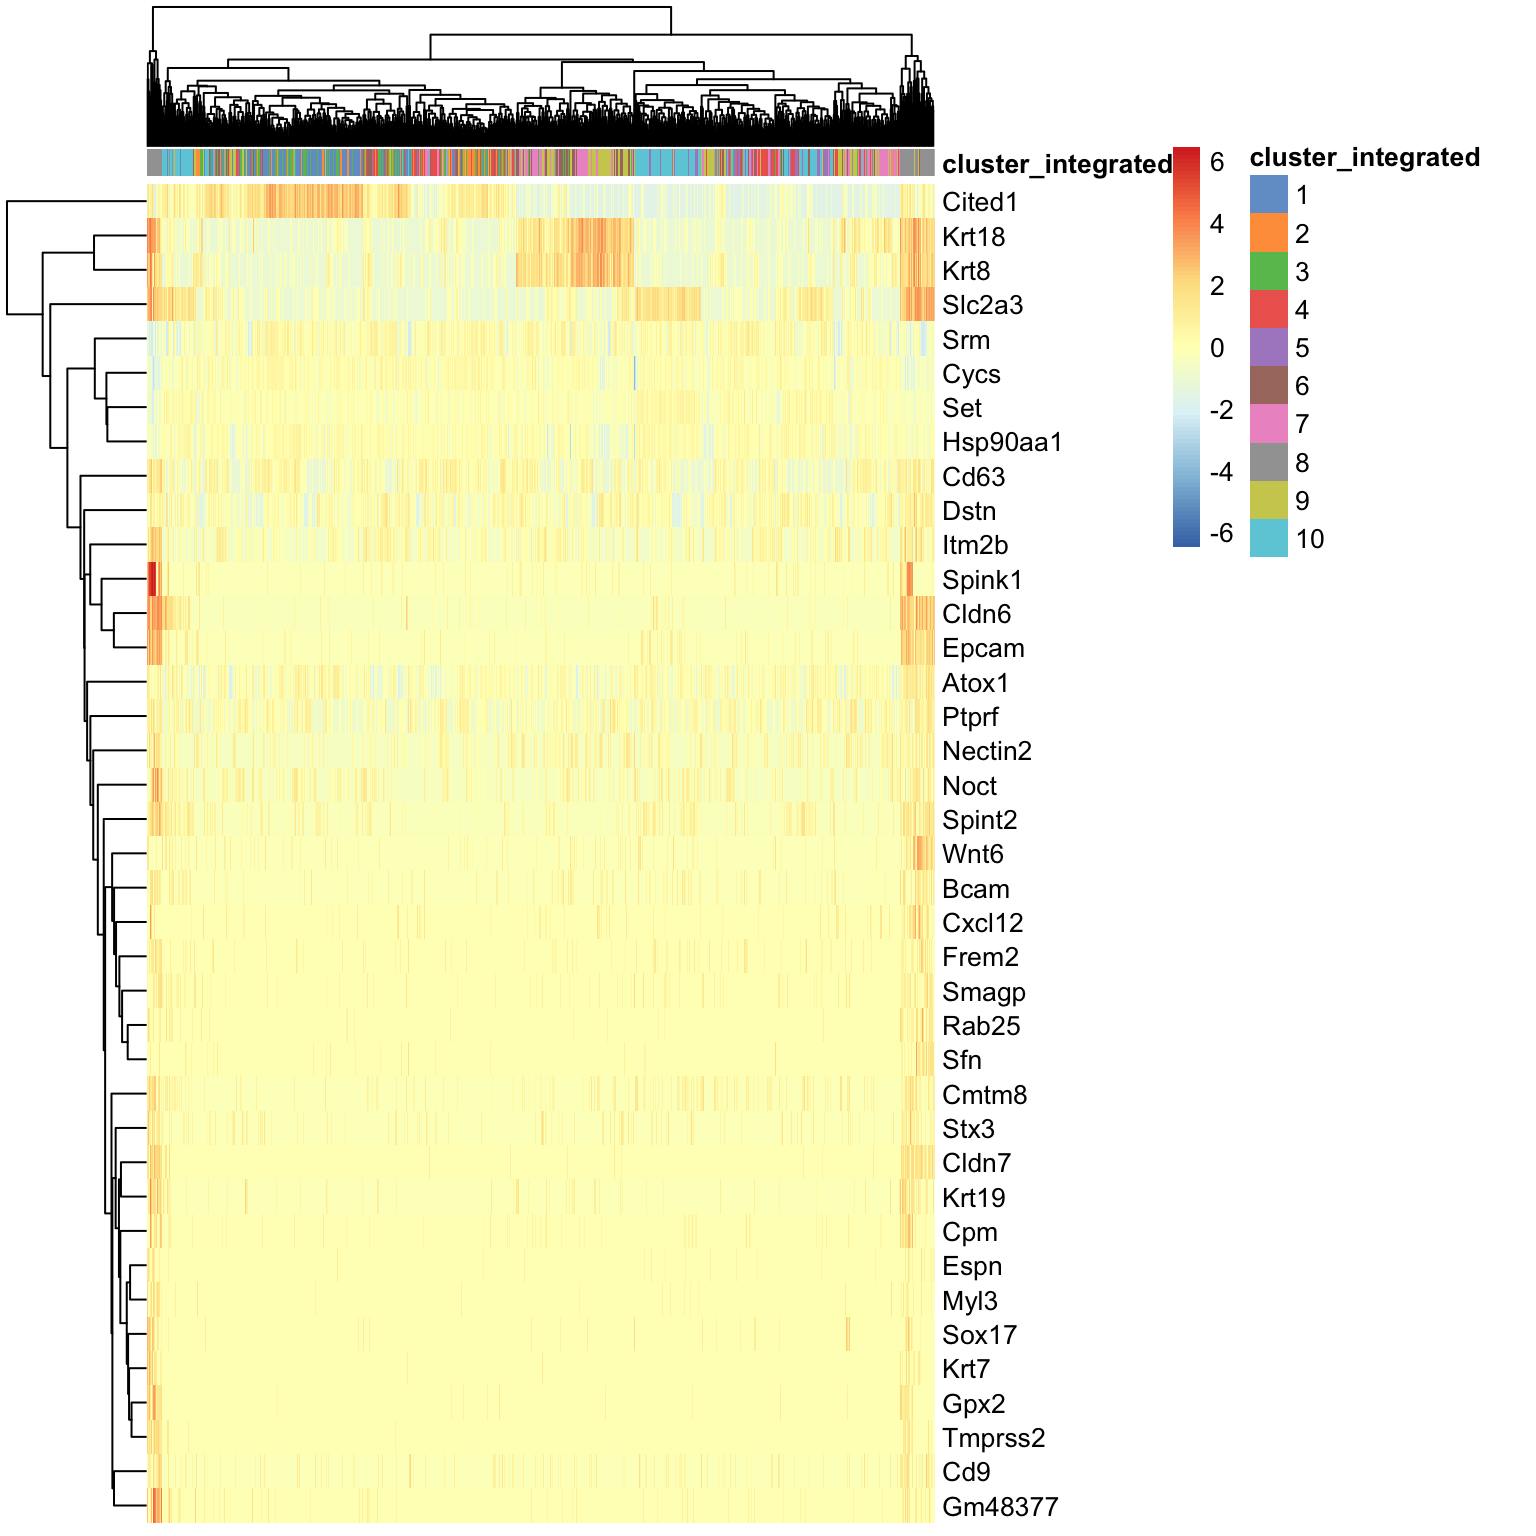 cluster_integrated
6
4
2
0
-2
-4
-6
cluster_integrated
1
2
3
4
5
6
7
8
9
10
Cited1
Krt18
Krt8
Slc2a3
Srm
Cycs
Set
Hsp90aa1
Cd63
Dstn
Itm2b
Spink1
Cldn6
Epcam
Atox1
Ptprf
Nectin2
Noct
Spint2
Wnt6
Bcam
Cxcl12
Frem2
Smagp
Rab25
Sfn
Cmtm8
Stx3
Cldn7
Krt19
Cpm
Espn
Myl3
Sox17
Krt7
Gpx2
Tmprss2
Cd9
Gm48377